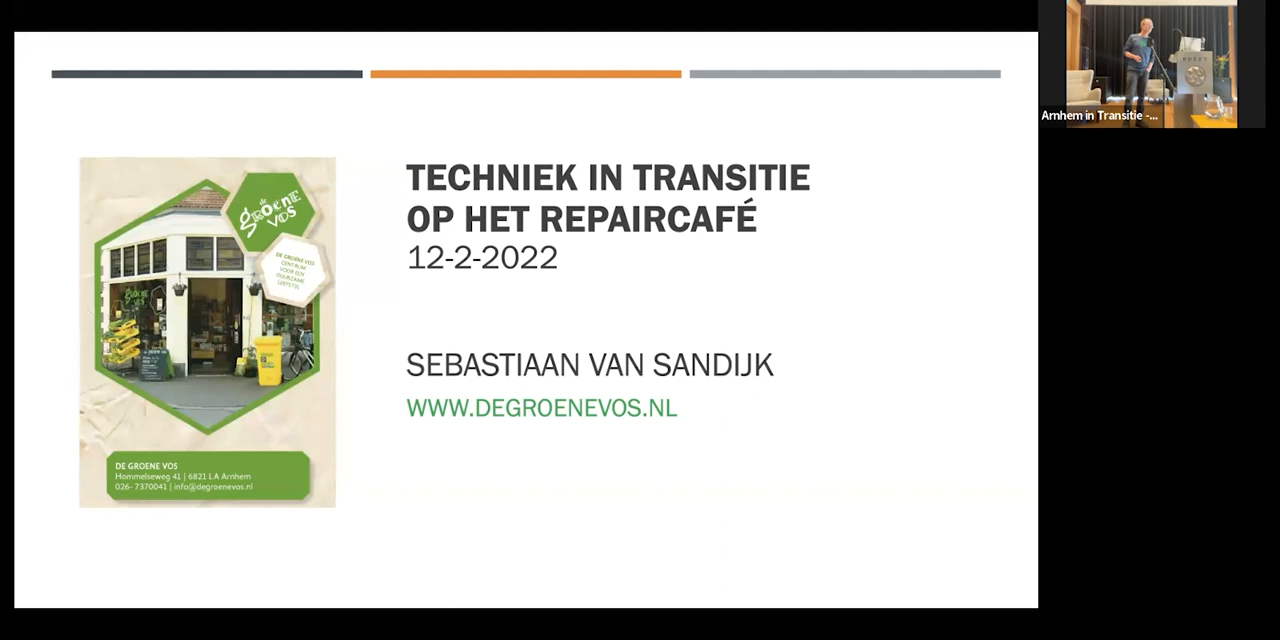 TECHNIEK IN TRANSITIE
OP HET REPAIRCAFÉ
12-2-2022
SEBASTIAAN VAN SANDIJK
WWW.DEGROENEVOS.NL
de
groene
vos
DE GROENE VOS
CENTRUM
VOOR EEN
DUURZAME
LEEFSTIJL
DE GROENE VOS
Hommelseweg 41 | 6821 LA Arnhem
026- 7370041 | info@degroenevos.nl
Arnhem in Transitie -...
ROZET